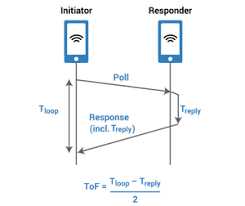 Initiator
Responder
Poll
Tloop
Treply
Response
(incl. Treply)
ToF = Tloop – Treply
2